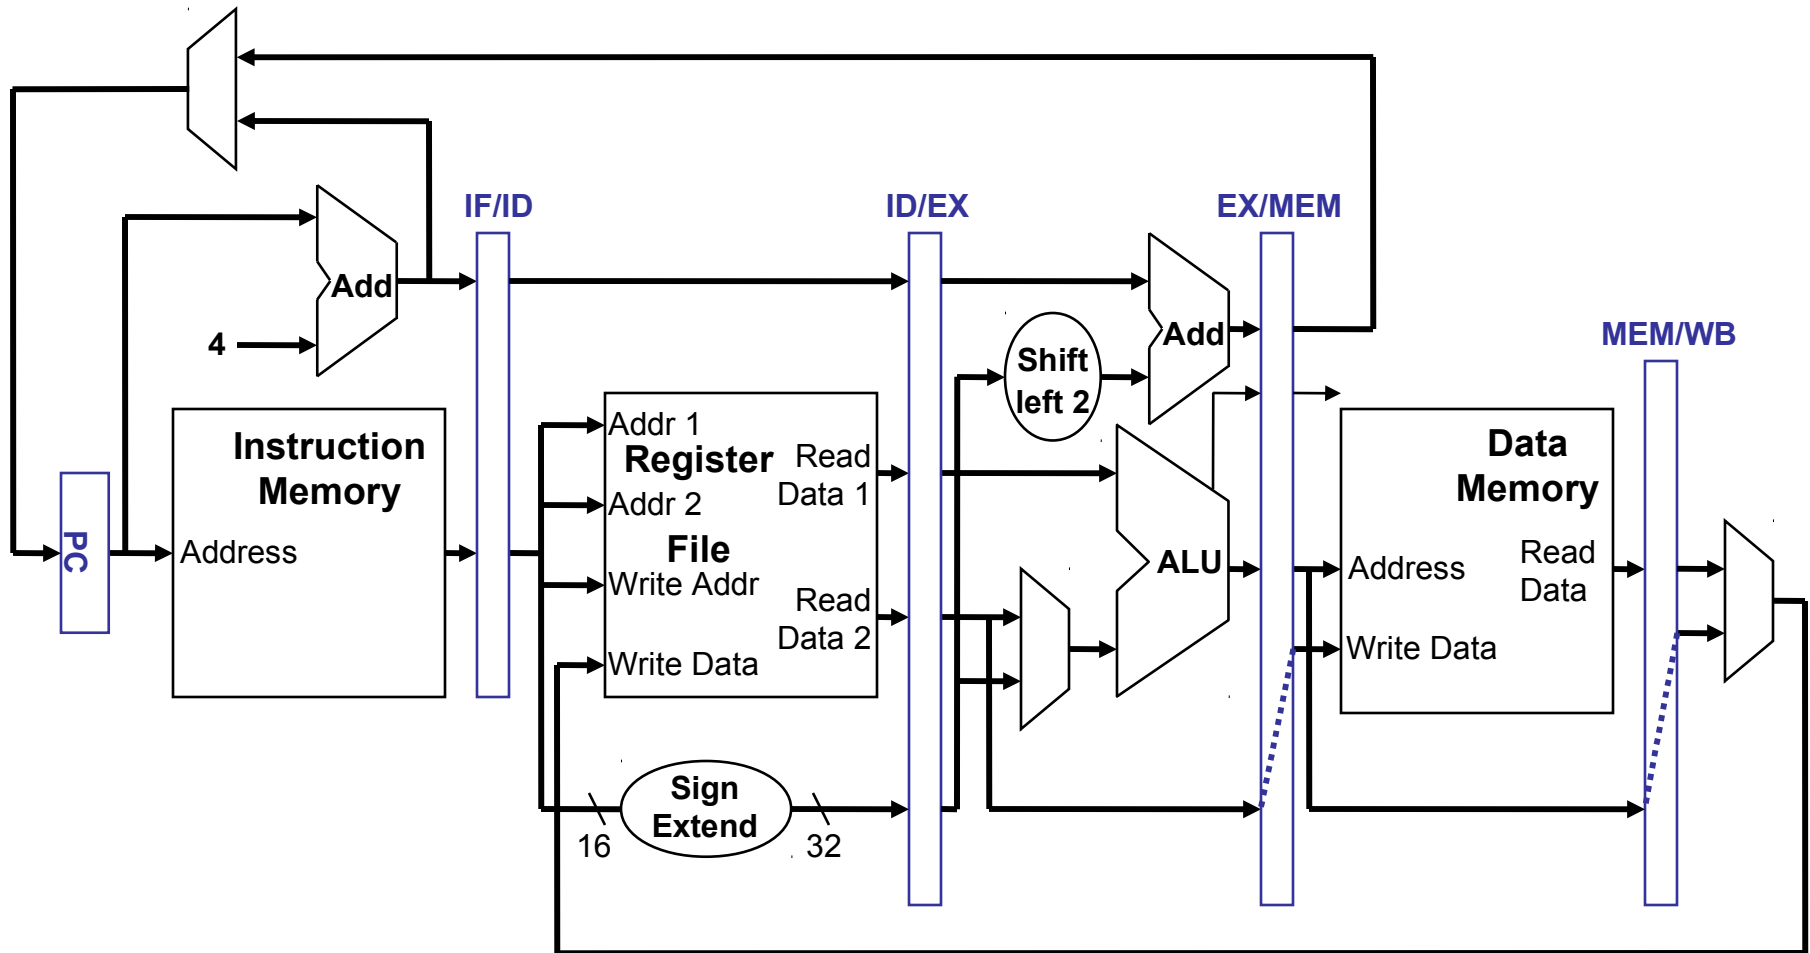 IF/ID
ID/EX
EX/MEM
MEM/WB
Add
4
Add
Shift
left 2
Instruction
Memory
Address
PC
Addr 1
Register
Read
Data 1
Addr 2
File
Write Addr
Read
Data 2
Write Data
ALU
Data
Memory
Address
Read
Data
Write Data
Sign
Extend
16
32